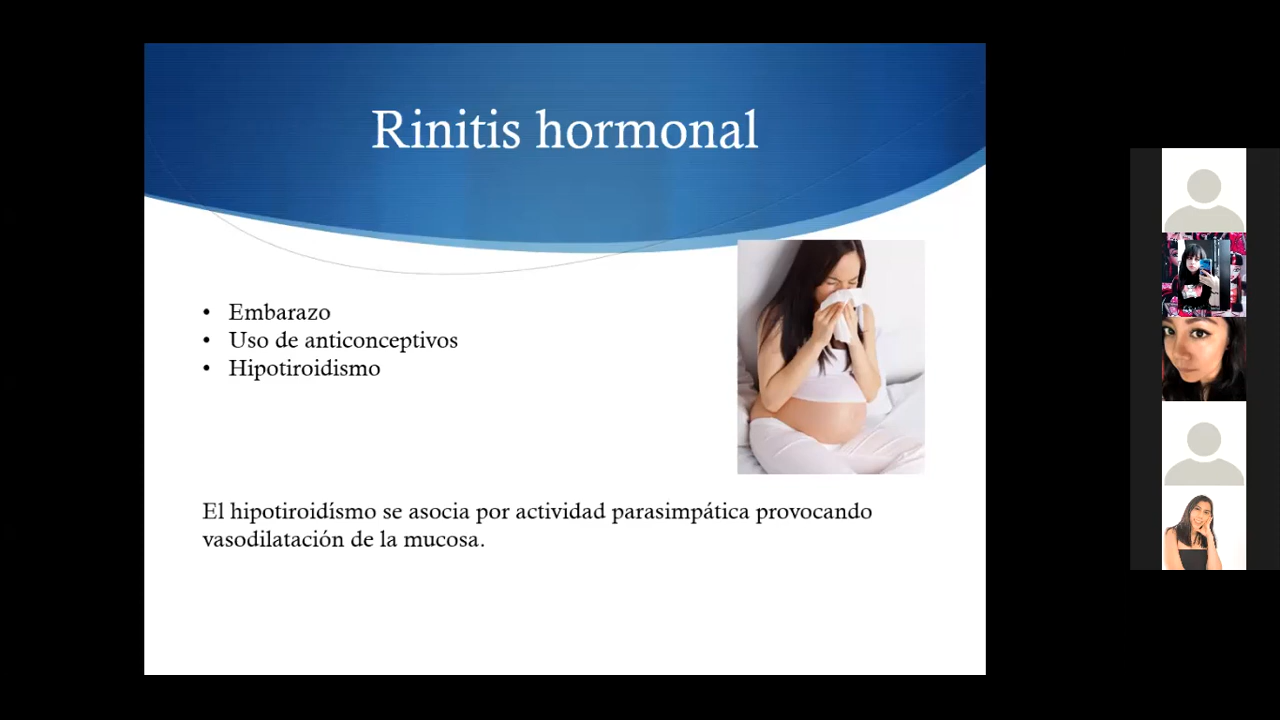 Rinitis hormonal
• Embarazo
• Uso de anticonceptivos
• Hipotiroidismo
El hipotiroidísmo se asocia por actividad parasimpática provocando
vasodilatación de la mucosa.